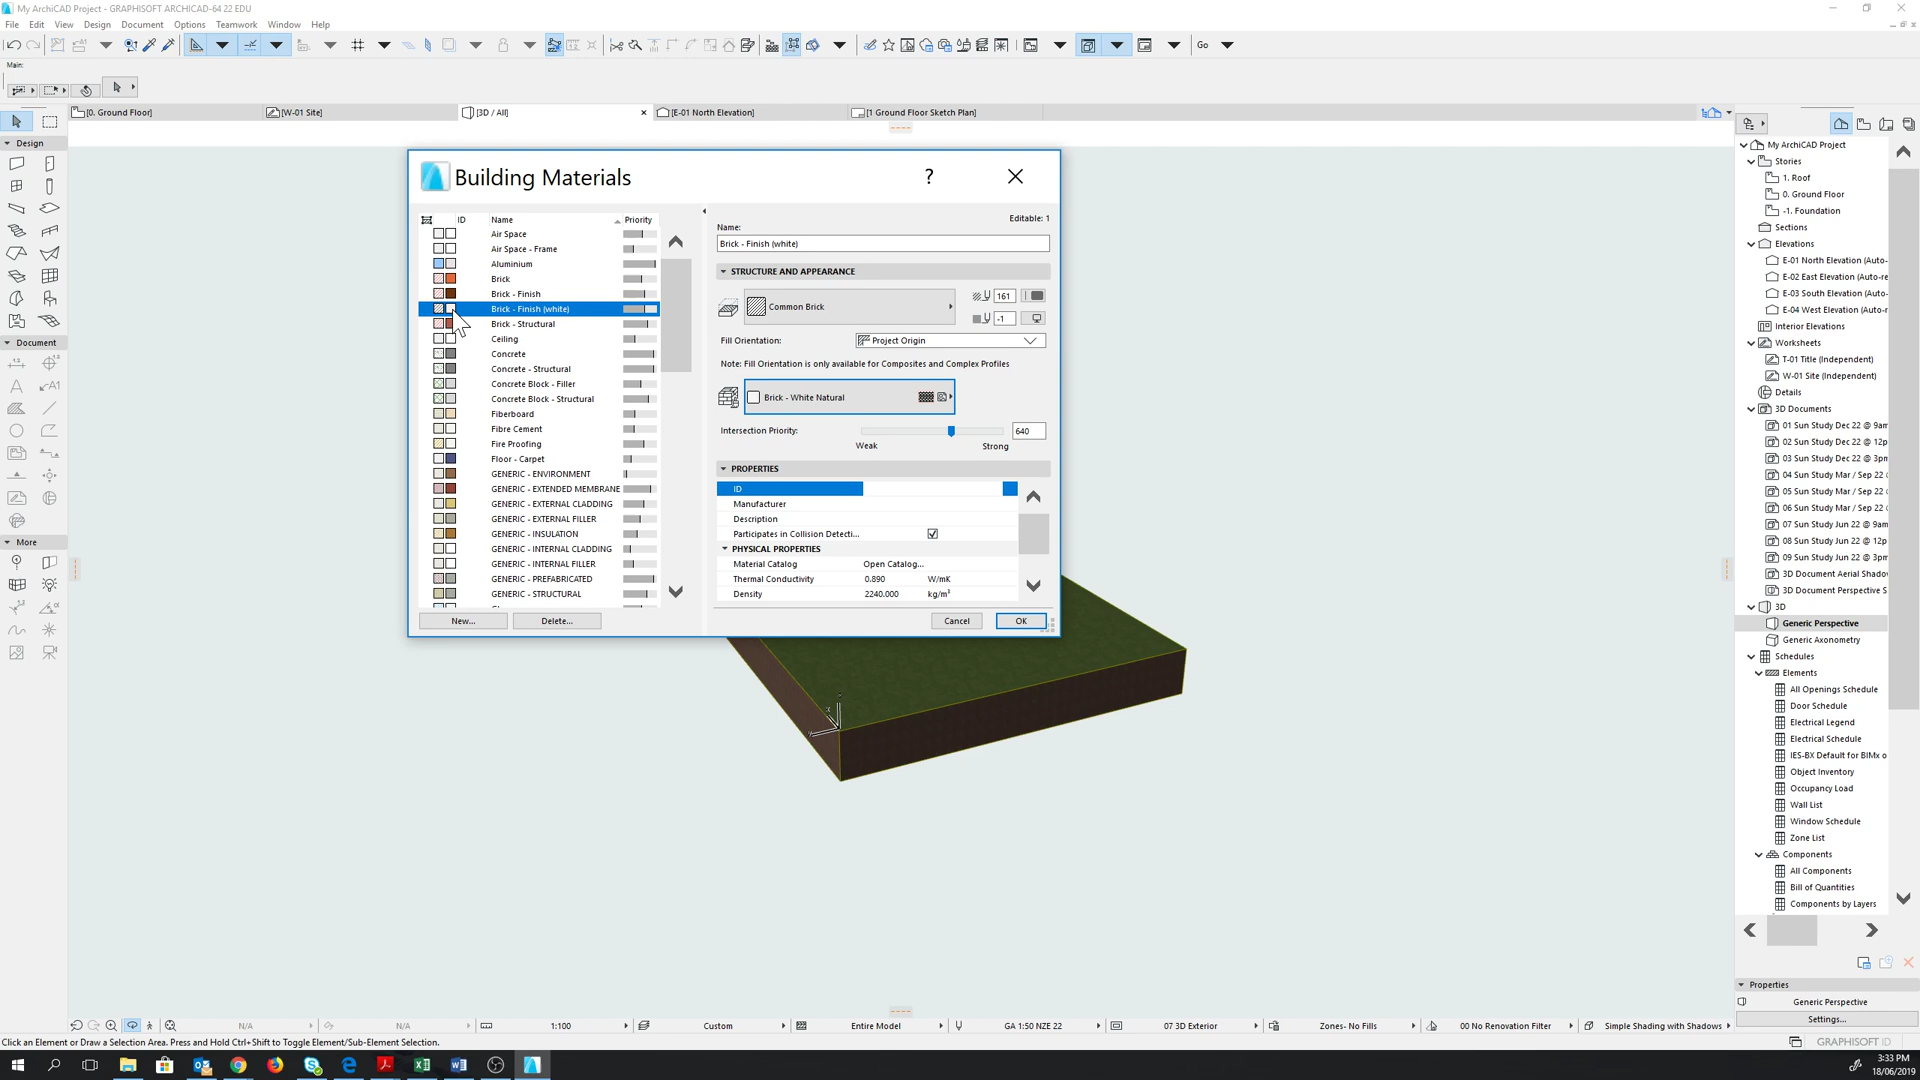 My ArchiCAD Project - GRAPHISOFT ARCHICAD-64 22 EDU
File Edit View Design Document Options Teamwork Window Help
Go
Main:
[0. Ground Floor] [W-01 Site] [3D / All] [E-01 North Elevation] [1 Ground Floor Sketch Plan]
Design
Document
More
Building Materials
?
ID Name Priority
Air Space
Air Space - Frame
Aluminium
Brick
Brick - Finish
Brick - Finish (white)
Brick - Structural
Ceiling
Concrete
Concrete - Structural
Concrete Block - Filler
Concrete Block - Structural
Fiberboard
Fibre Cement
Fire Proofing
Floor - Carpet
GENERIC - ENVIRONMENT
GENERIC - EXTENDED MEMBRANE
GENERIC - EXTERNAL CLADDING
GENERIC - EXTERNAL FILLER
GENERIC - INSULATION
GENERIC - INTERNAL CLADDING
GENERIC - INTERNAL FILLER
GENERIC - PREFABRICATED
GENERIC - STRUCTURAL
New... Delete...
Editable: 1
Name:
Brick - Finish (white)
STRUCTURE AND APPEARANCE
Common Brick
161
-1
Fill Orientation: Project Origin
Note: Fill Orientation is only available for Composites and Complex Profiles
Brick - White Natural
Intersection Priority: 640
Weak Strong
PROPERTIES
ID
Manufacturer
Description
Participates in Collision Detecti...
PHYSICAL PROPERTIES
Material Catalog Open Catalog...
Thermal Conductivity 0.890 W/mK
Density 2240.000 kg/m³
Cancel OK
My ArchiCAD Project
Stories
1. Roof
0. Ground Floor
-1. Foundation
Sections
Elevations
E-01 North Elevation (Auto-
E-02 East Elevation (Auto-re
E-03 South Elevation (Auto-
E-04 West Elevation (Auto-r
Interior Elevations
Worksheets
T-01 Title (Independent)
W-01 Site (Independent)
Details
3D Documents
01 Sun Study Dec 22 @ 9am
02 Sun Study Dec 22 @ 12p
03 Sun Study Dec 22 @ 3pm
04 Sun Study Mar / Sep 22 @
05 Sun Study Mar / Sep 22 @
06 Sun Study Mar / Sep 22 @
07 Sun Study Jun 22 @ 9am
08 Sun Study Jun 22 @ 12p
09 Sun Study Jun 22 @ 3pm
3D Document Aerial Shado
3D Document Perspective S
3D
Generic Perspective
Generic Axonometry
Schedules
Elements
All Openings Schedule
Door Schedule
Electrical Legend
Electrical Schedule
IES-BX Default for BIMx o
Object Inventory
Occupancy Load
Wall List
Window Schedule
Zone List
Components
All Components
Bill of Quantities
Components by Layers
Properties
Generic Perspective
Settings...
N/A N/A 1:100 Custom Entire Model GA 1:50 NZE 22 07 3D Exterior Zones- No Fills 00 No Renovation Filter Simple Shading with Shadows
Click an Element or Draw a Selection Area. Press and Hold Ctrl+Shift to Toggle Element/Sub-Element Selection.
GRAPHISOFT ID
3:33 PM
18/06/2019